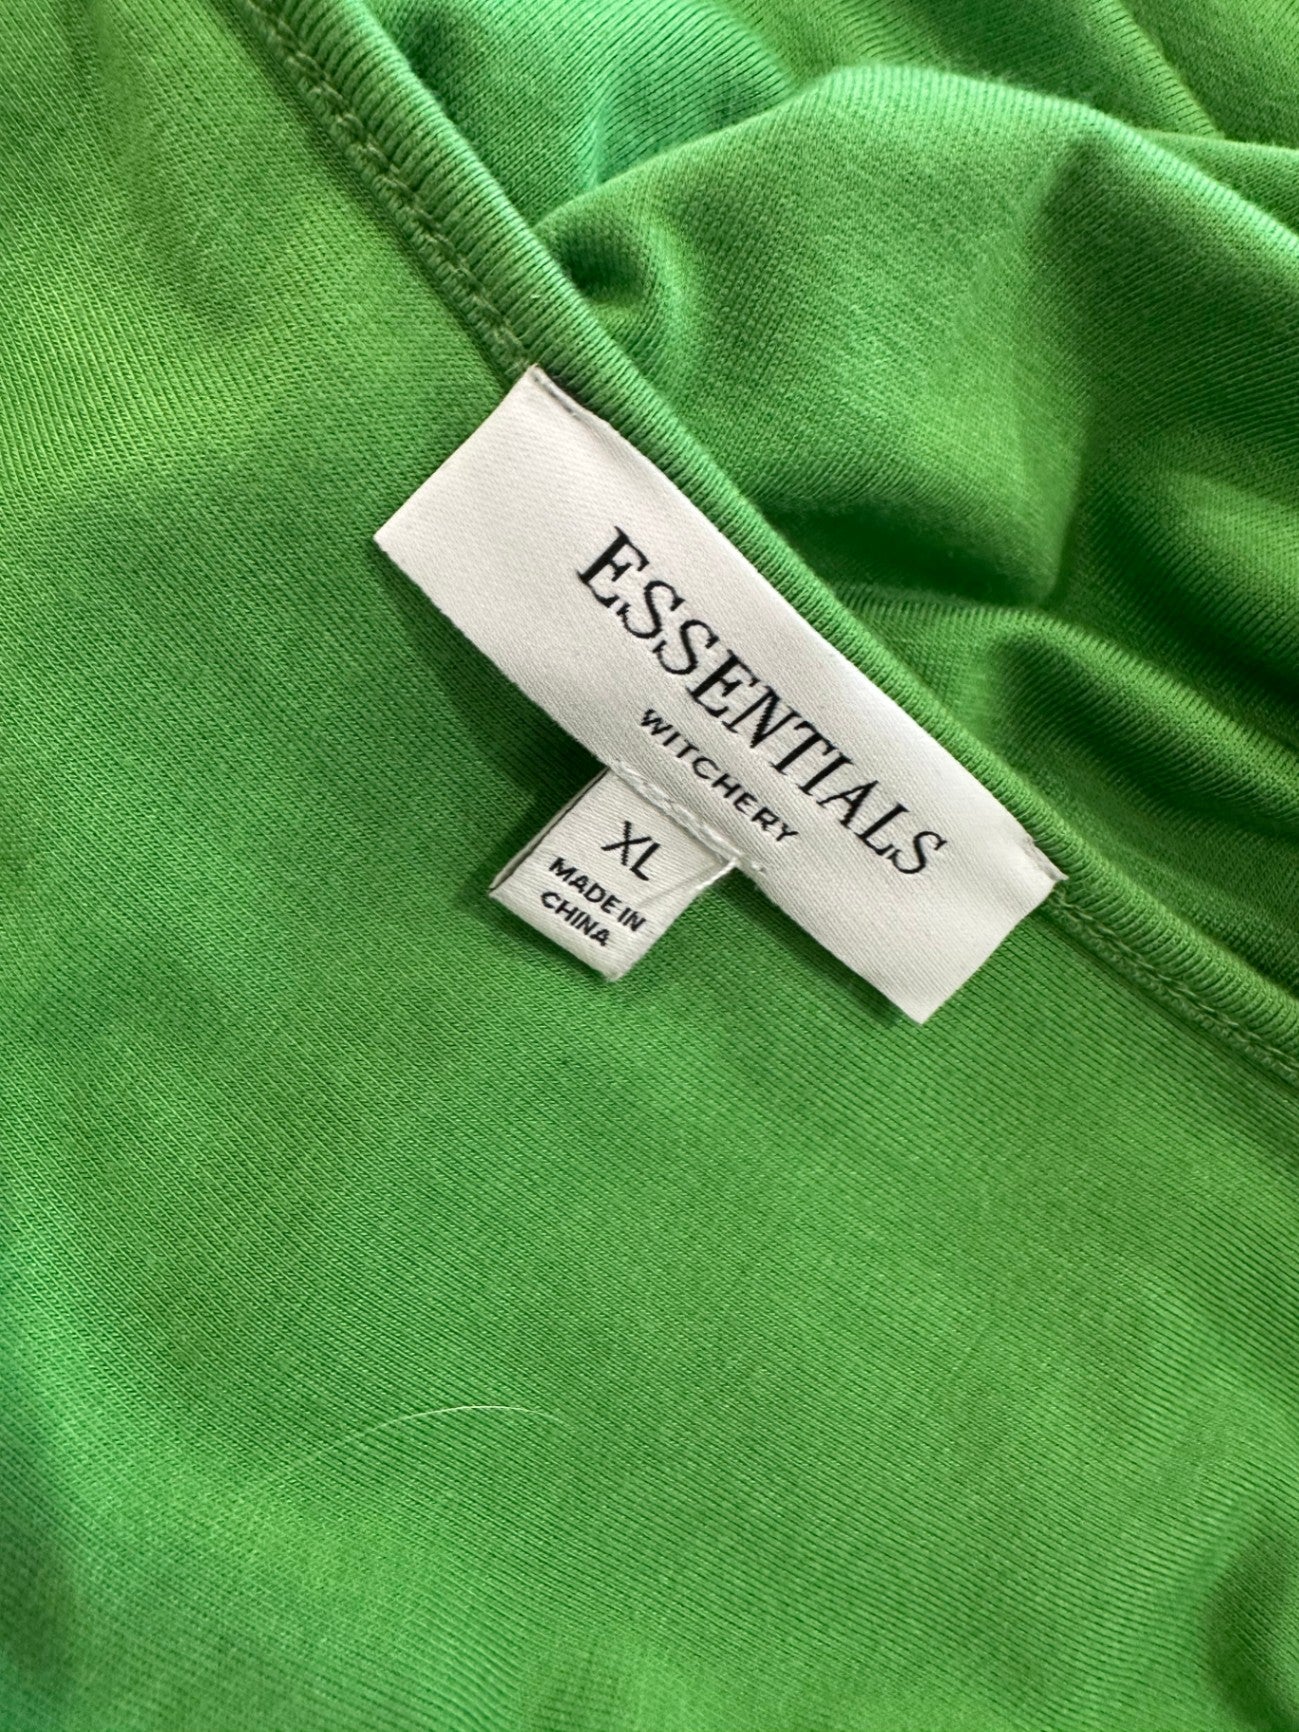 ESSENTIALS
WITCHERY
XL
MADE IN
CHINA